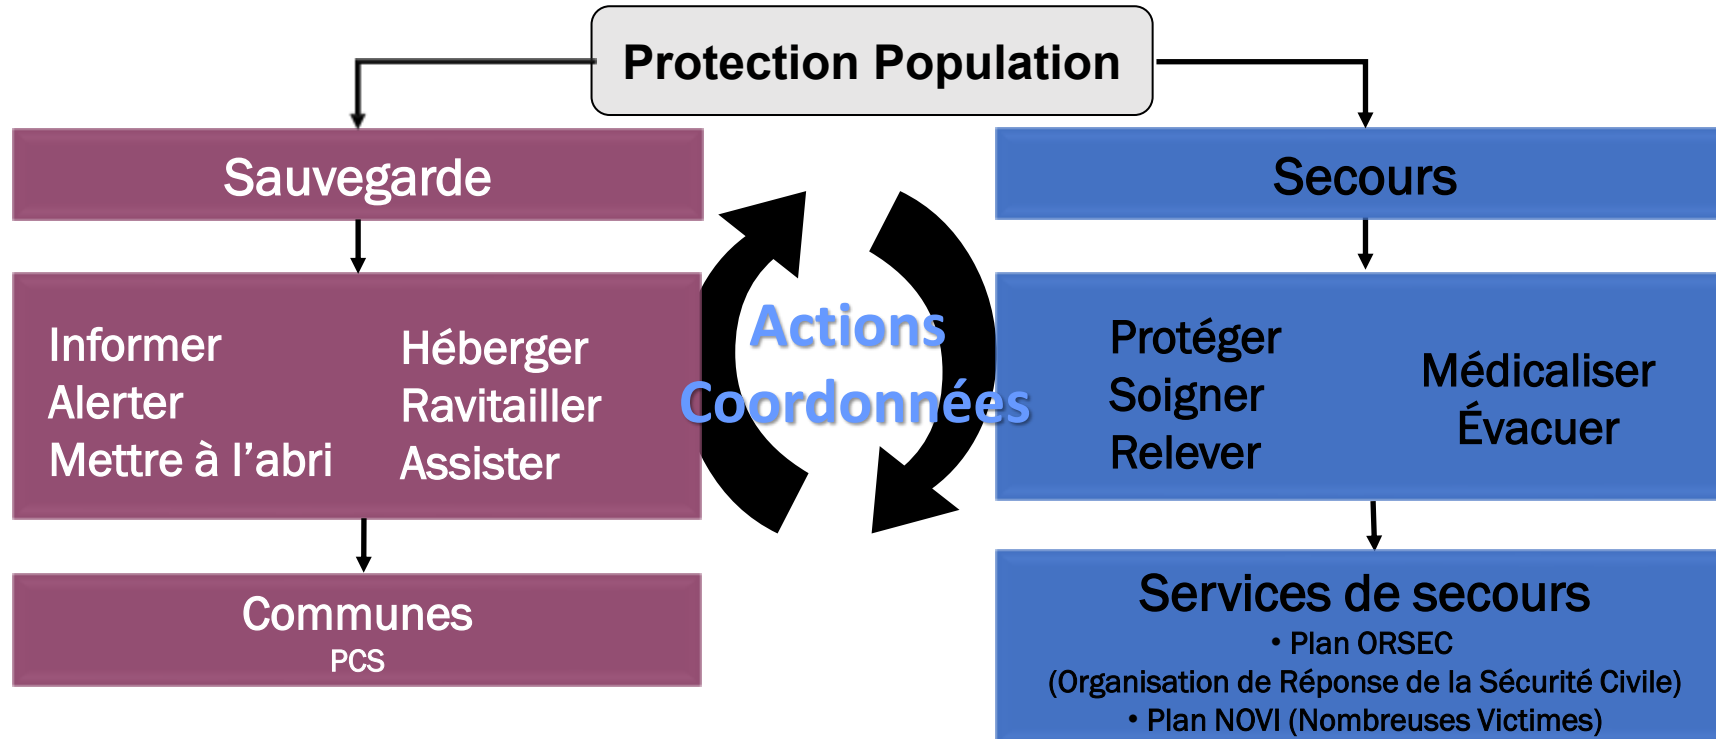 Protection Population
Sauvegarde
Secours
Informer
Alerter
Mettre à l’abri
Héberger
Ravitailler
Assister
Actions
Coordonnées
Protéger
Soigner
Relever
Médicaliser
Évacuer
Communes
PCS
Services de secours
• Plan ORSEC
(Organisation de Réponse de la Sécurité Civile)
• Plan NOVI (Nombreuses Victimes)